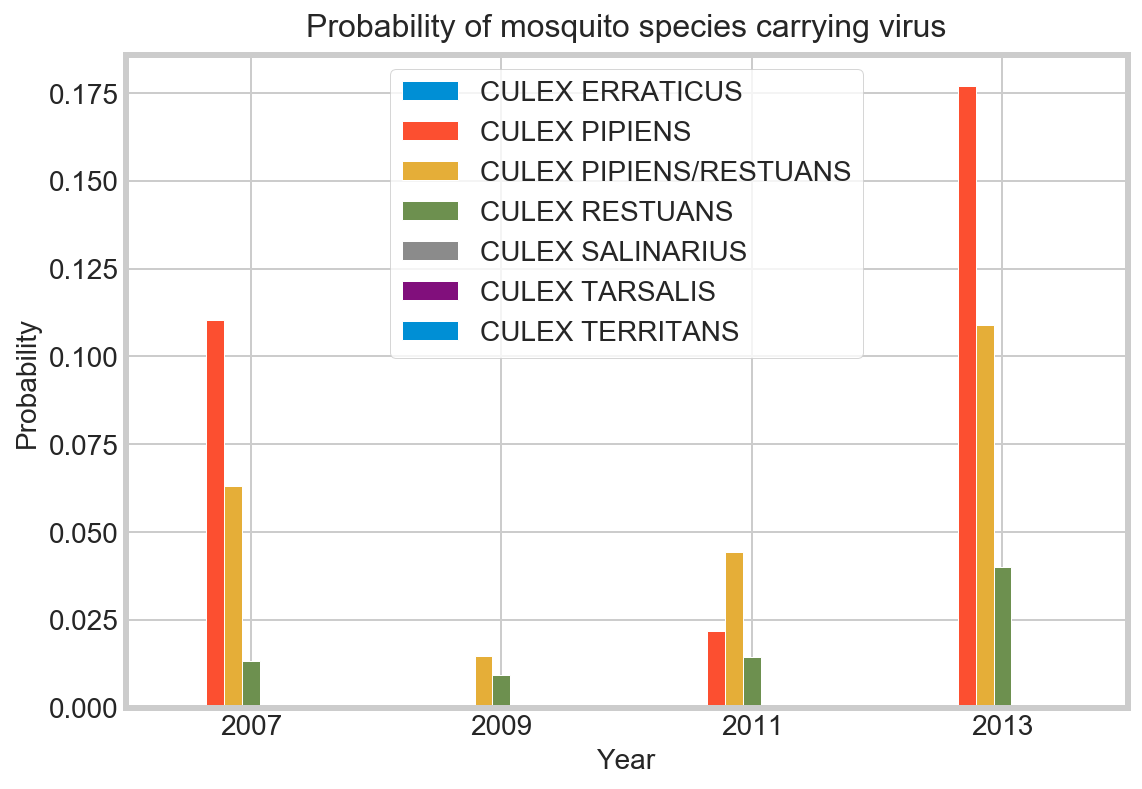 Probability of mosquito species carrying virus
0.175
0.150
0.125
0.100
0.075
0.050
0.025
0.000
Probability
CULEX ERRATICUS
CULEX PIPIENS
CULEX PIPIENS/RESTUANS
CULEX RESTUANS
CULEX SALINARIUS
CULEX TARSALIS
CULEX TERRITANS
2007 2009 2011 2013
Year